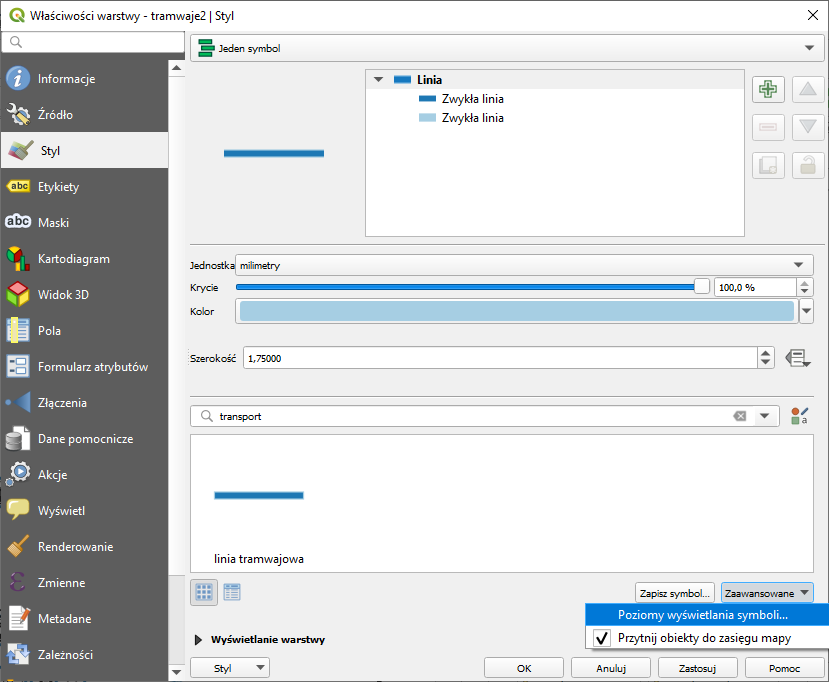 Właściwości warstwy - tramwaje2 | Styl
Jeden symbol
Informacje
Źródło
Styl
abc Etykiety
abc Maski
Kartodiagram
Widok 3D
Pola
Formularz atrybutów
Złączenia
Dane pomocnicze
Akcje
Wyświetl
Renderowanie
Zmienne
Metadane
Zależności
Linia
Zwykła linia
Zwykła linia
Jednostka milimetry
Krycie 100,0 %
Kolor
Szerokość 1,75000
transport
linia tramwajowa
Zapisz symbol... Zaawansowane
Poziomy wyświetlania symboli...
Przytnij obiekty do zasięgu mapy
Wyświetlanie warstwy
Styl OK Anuluj Zastosuj Pomoc